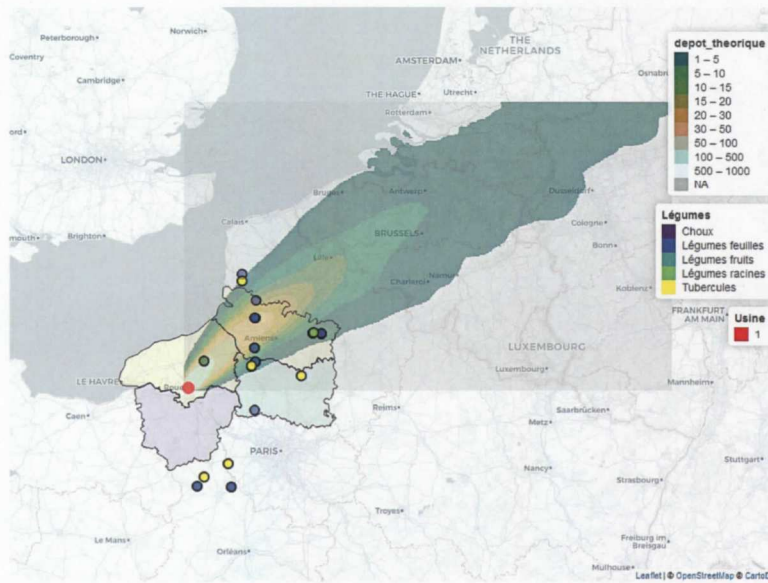 Peterborough
Norwich
Coventry
Cambridge
THE
NETHERLANDS
AMSTERDAM
THE HAGUE
Utrecht
Rotterdam
LONDON
Bruges
Antwerp
Dusseldorf
Calais
Brighton
BRUSSELS
Cologne
Bonn
Lille
Charleroi
Namur
Koblenz
FRANKFURT
AM MAIN
Amiens
LUXEMBOURG
LE HAVRE
Luxembourg
Mannheim
Caen
Reims
Saarbrücken
Metz
PARIS
Stuttgart
Nancy
Strasbourg
Troyes
Le Mans
Orléans
Freiburg im
Breisgau
Mulhouse
depot_theorique
1 – 5
5 – 10
10 – 15
15 – 20
20 – 30
30 – 50
50 – 100
100 – 500
500 – 1000
NA
Légumes
Choux
Légumes feuilles
Légumes fruits
Légumes racines
Tubercules
Usine
1
Leaflet | © OpenStreetMap © CartoD